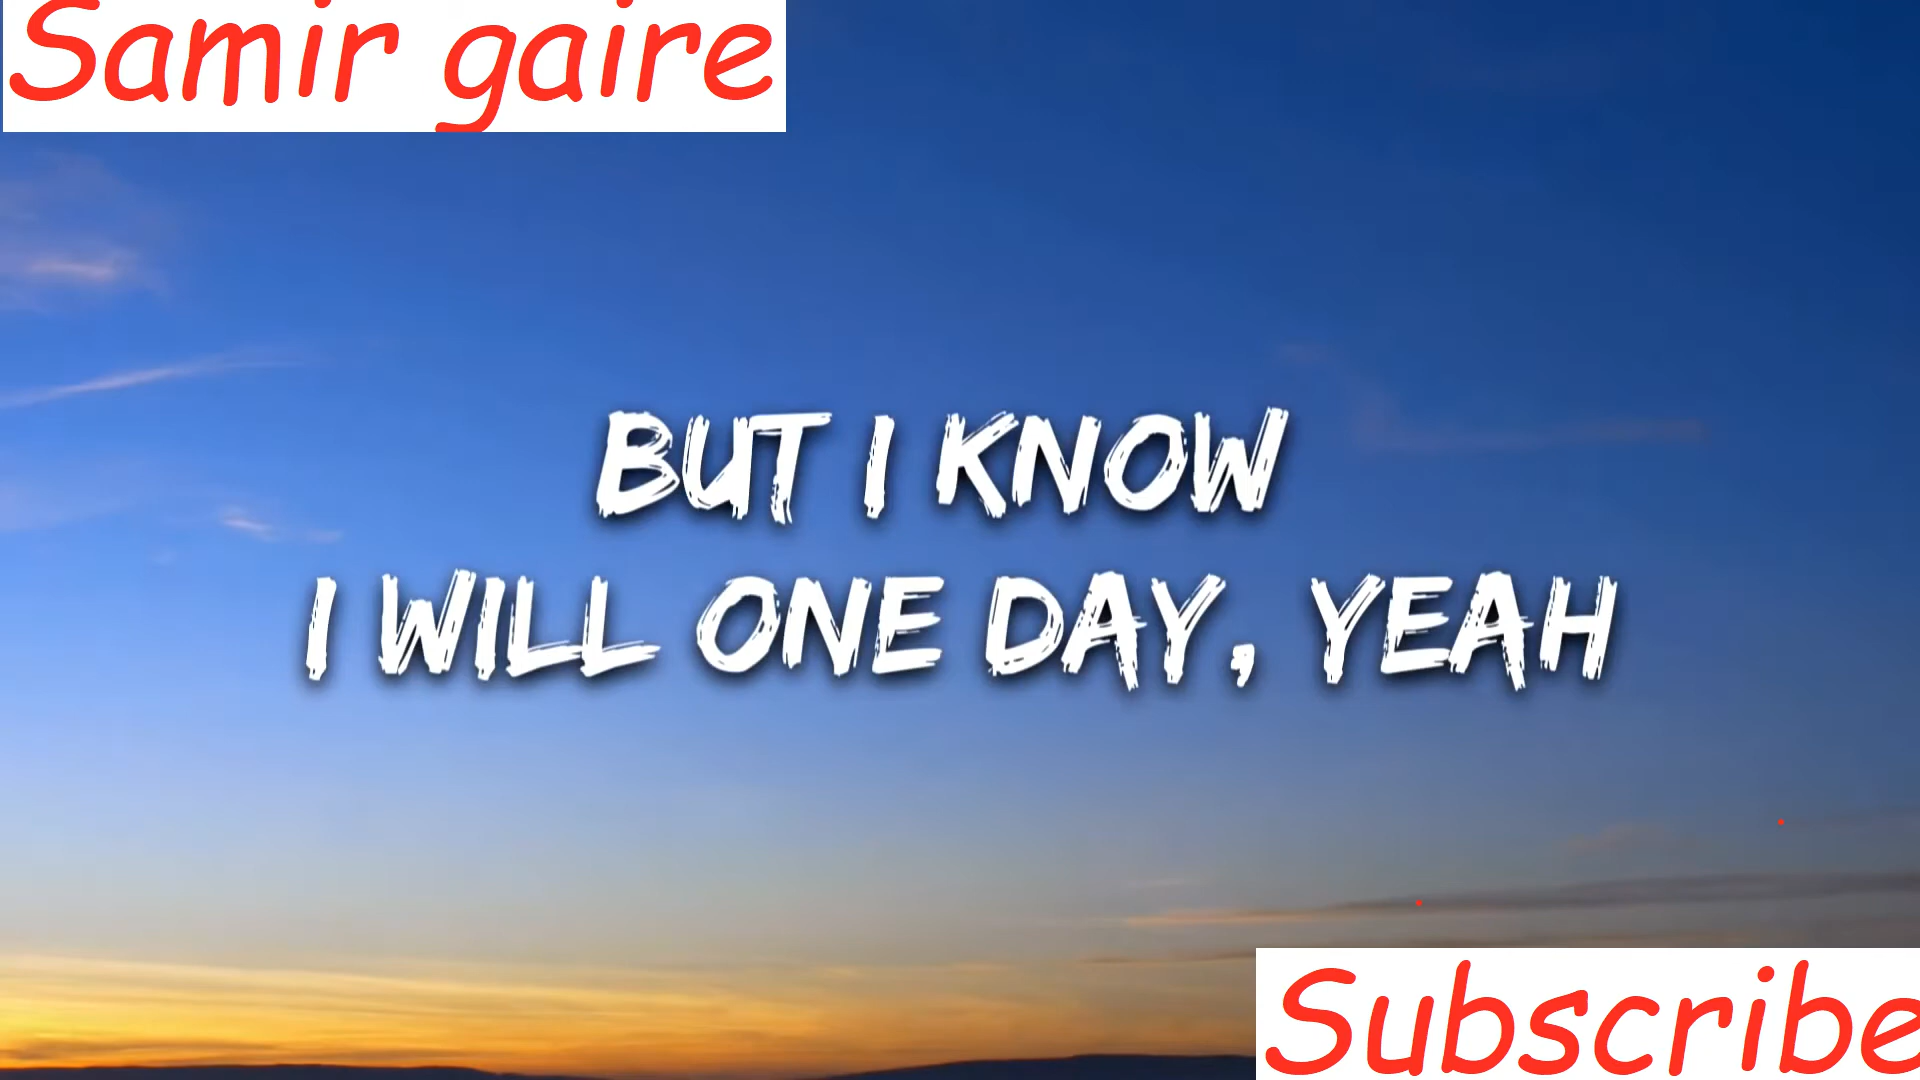 Samir gaire
BUT I KNOW
I WILL ONE DAY, YEAH
Subscribe